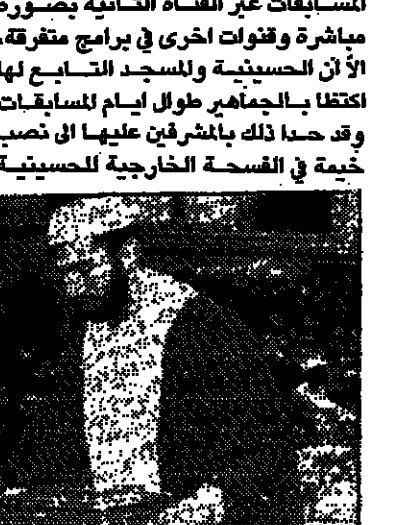 المسابقات عبر القناة الثانية بصورة
مباشرة وقنوات اخرى في برامج متفرقة،
الا أن الحسينية والمسجد التابع لها
اكتظا بالجماهير طوال ايام المسابقات
وقد حدا ذلك بالمشرقين عليها الى نصب
خيمة في الفسحة الخارجية للحسينية